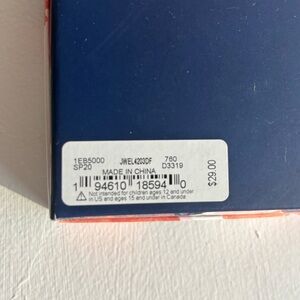 1EB5000 JWEL4203DF 760
SP20 D3319
MADE IN CHINA
1 94610 18594 0
Not intended for children ages 12 and under
in US and ages 15 and under in Canada
$29.00